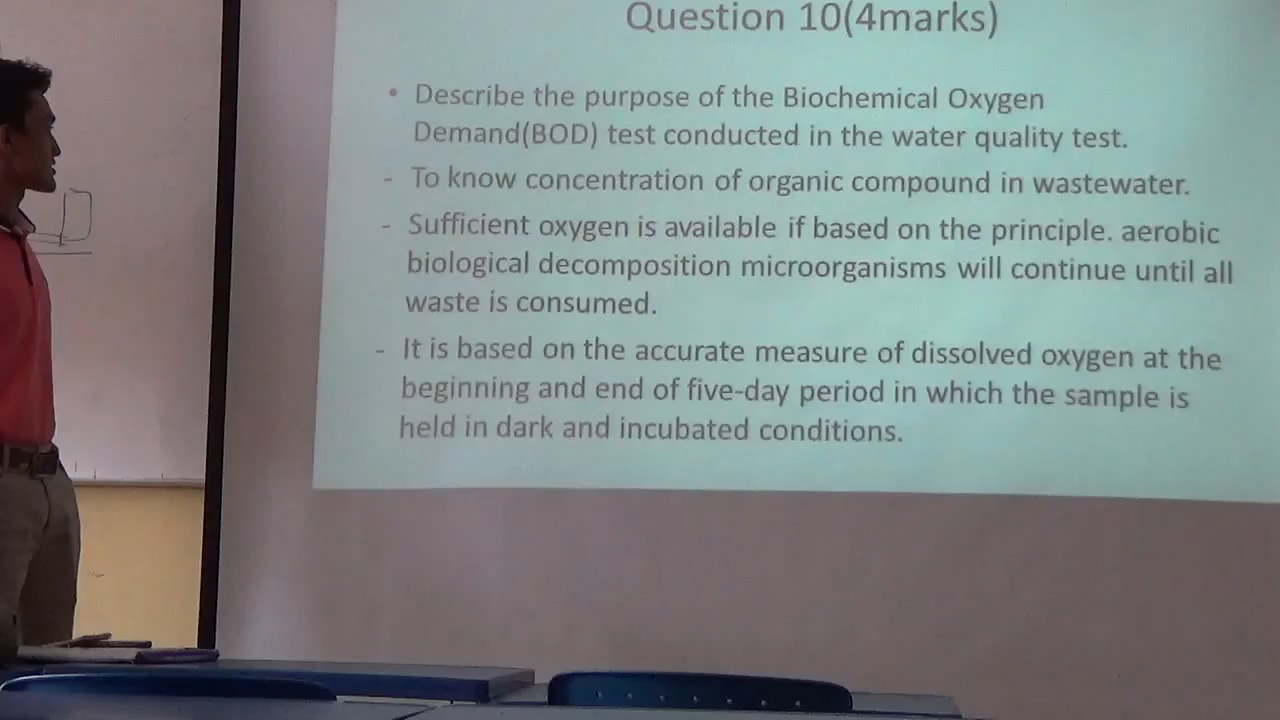 Question 10(4marks)
• Describe the purpose of the Biochemical Oxygen
Demand(BOD) test conducted in the water quality test.
- To know concentration of organic compound in wastewater.
- Sufficient oxygen is available if based on the principle. aerobic
biological decomposition microorganisms will continue until all
waste is consumed.
- It is based on the accurate measure of dissolved oxygen at the
beginning and end of five-day period in which the sample is
held in dark and incubated conditions.